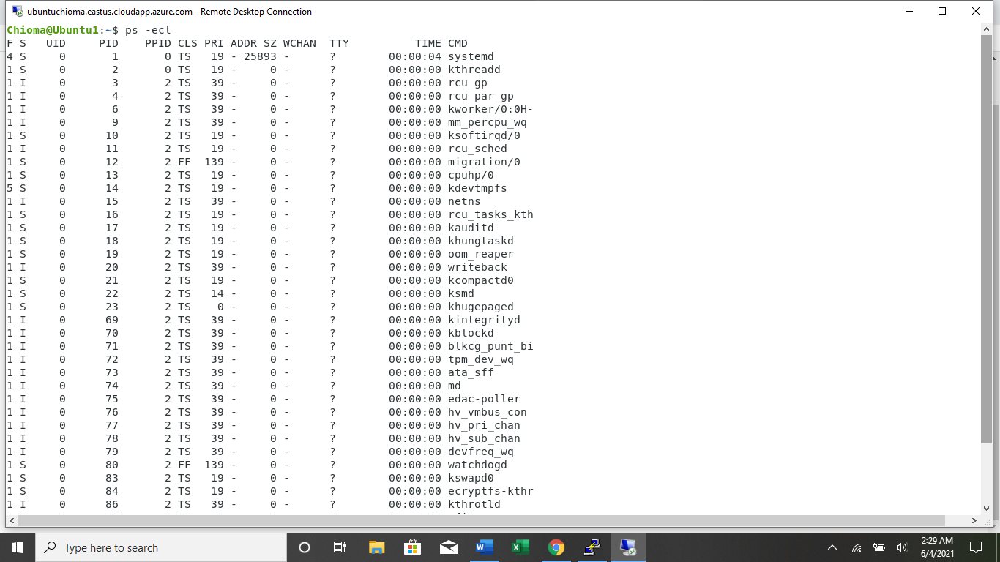 ubuntuchioma.eastus.cloudapp.azure.com - Remote Desktop Connection
Chioma@Ubuntu1:~$ ps -ecl
F S   UID     PID    PPID CLS PRI ADDR SZ WCHAN  TTY          TIME CMD
4 S     0       1       0 TS   19 - 25893 -      ?        00:00:04 systemd
1 S     0       2       0 TS   19 -     0 -      ?        00:00:00 kthreadd
1 I     0       3       2 TS   39 -     0 -      ?        00:00:00 rcu_gp
1 I     0       4       2 TS   39 -     0 -      ?        00:00:00 rcu_par_gp
1 I     0       6       2 TS   39 -     0 -      ?        00:00:00 kworker/0:0H-
1 I     0       9       2 TS   39 -     0 -      ?        00:00:00 mm_percpu_wq
1 S     0      10       2 TS   19 -     0 -      ?        00:00:00 ksoftirqd/0
1 I     0      11       2 TS   19 -     0 -      ?        00:00:00 rcu_sched
1 S     0      12       2 FF  139 -     0 -      ?        00:00:00 migration/0
1 S     0      13       2 TS   19 -     0 -      ?        00:00:00 cpuhp/0
5 S     0      14       2 TS   19 -     0 -      ?        00:00:00 kdevtmpfs
1 I     0      15       2 TS   39 -     0 -      ?        00:00:00 netns
1 S     0      16       2 TS   19 -     0 -      ?        00:00:00 rcu_tasks_kth
1 S     0      17       2 TS   19 -     0 -      ?        00:00:00 kauditd
1 S     0      18       2 TS   19 -     0 -      ?        00:00:00 khungtaskd
1 S     0      19       2 TS   19 -     0 -      ?        00:00:00 oom_reaper
1 I     0      20       2 TS   39 -     0 -      ?        00:00:00 writeback
1 S     0      21       2 TS   19 -     0 -      ?        00:00:00 kcompactd0
1 S     0      22       2 TS   14 -     0 -      ?        00:00:00 ksmd
1 S     0      23       2 TS    0 -     0 -      ?        00:00:00 khugepaged
1 I     0      69       2 TS   39 -     0 -      ?        00:00:00 kintegrityd
1 I     0      70       2 TS   39 -     0 -      ?        00:00:00 kblockd
1 I     0      71       2 TS   39 -     0 -      ?        00:00:00 blkcg_punt_bi
1 I     0      72       2 TS   39 -     0 -      ?        00:00:00 tpm_dev_wq
1 I     0      73       2 TS   39 -     0 -      ?        00:00:00 ata_sff
1 I     0      74       2 TS   39 -     0 -      ?        00:00:00 md
1 I     0      75       2 TS   39 -     0 -      ?        00:00:00 edac-poller
1 I     0      76       2 TS   39 -     0 -      ?        00:00:00 hv_vmbus_con
1 I     0      77       2 TS   39 -     0 -      ?        00:00:00 hv_pri_chan
1 I     0      78       2 TS   39 -     0 -      ?        00:00:00 hv_sub_chan
1 I     0      79       2 TS   39 -     0 -      ?        00:00:00 devfreq_wq
1 S     0      80       2 FF  139 -     0 -      ?        00:00:00 watchdogd
1 S     0      83       2 TS   19 -     0 -      ?        00:00:00 kswapd0
1 S     0      84       2 TS   19 -     0 -      ?        00:00:00 ecryptfs-kthr
1 I     0      86       2 TS   39 -     0 -      ?        00:00:00 kthrotld
Type here to search
2:29 AM
6/4/2021